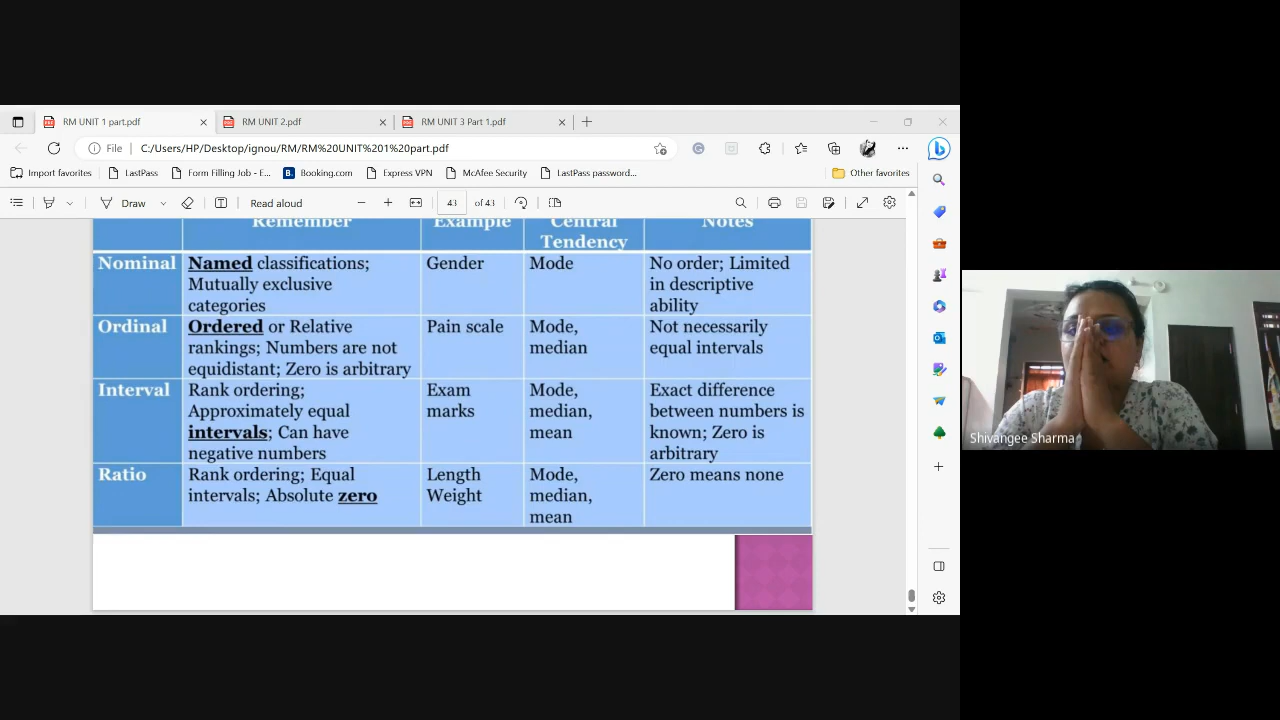 RM UNIT 1 part.pdf
RM UNIT 2.pdf
RM UNIT 3 Part 1.pdf
File
C:/Users/HP/Desktop/ignou/RM/RM%20UNIT%201%20part.pdf
Import favorites
LastPass
Form Filling Job - E...
Booking.com
Express VPN
McAfee Security
LastPass password...
Other favorites
Draw
Read aloud
43
of 43
Remember
Example
Central
Tendency
Notes
Nominal
Named classifications;
Mutually exclusive
categories
Gender
Mode
No order; Limited
in descriptive
ability
Ordinal
Ordered or Relative
rankings; Numbers are not
equidistant; Zero is arbitrary
Pain scale
Mode,
median
Not necessarily
equal intervals
Interval
Rank ordering;
Approximately equal
intervals; Can have
negative numbers
Exam
marks
Mode,
median,
mean
Exact difference
between numbers is
known; Zero is
arbitrary
Ratio
Rank ordering; Equal
intervals; Absolute zero
Length
Weight
Mode,
median,
mean
Zero means none
Shivangee Sharma